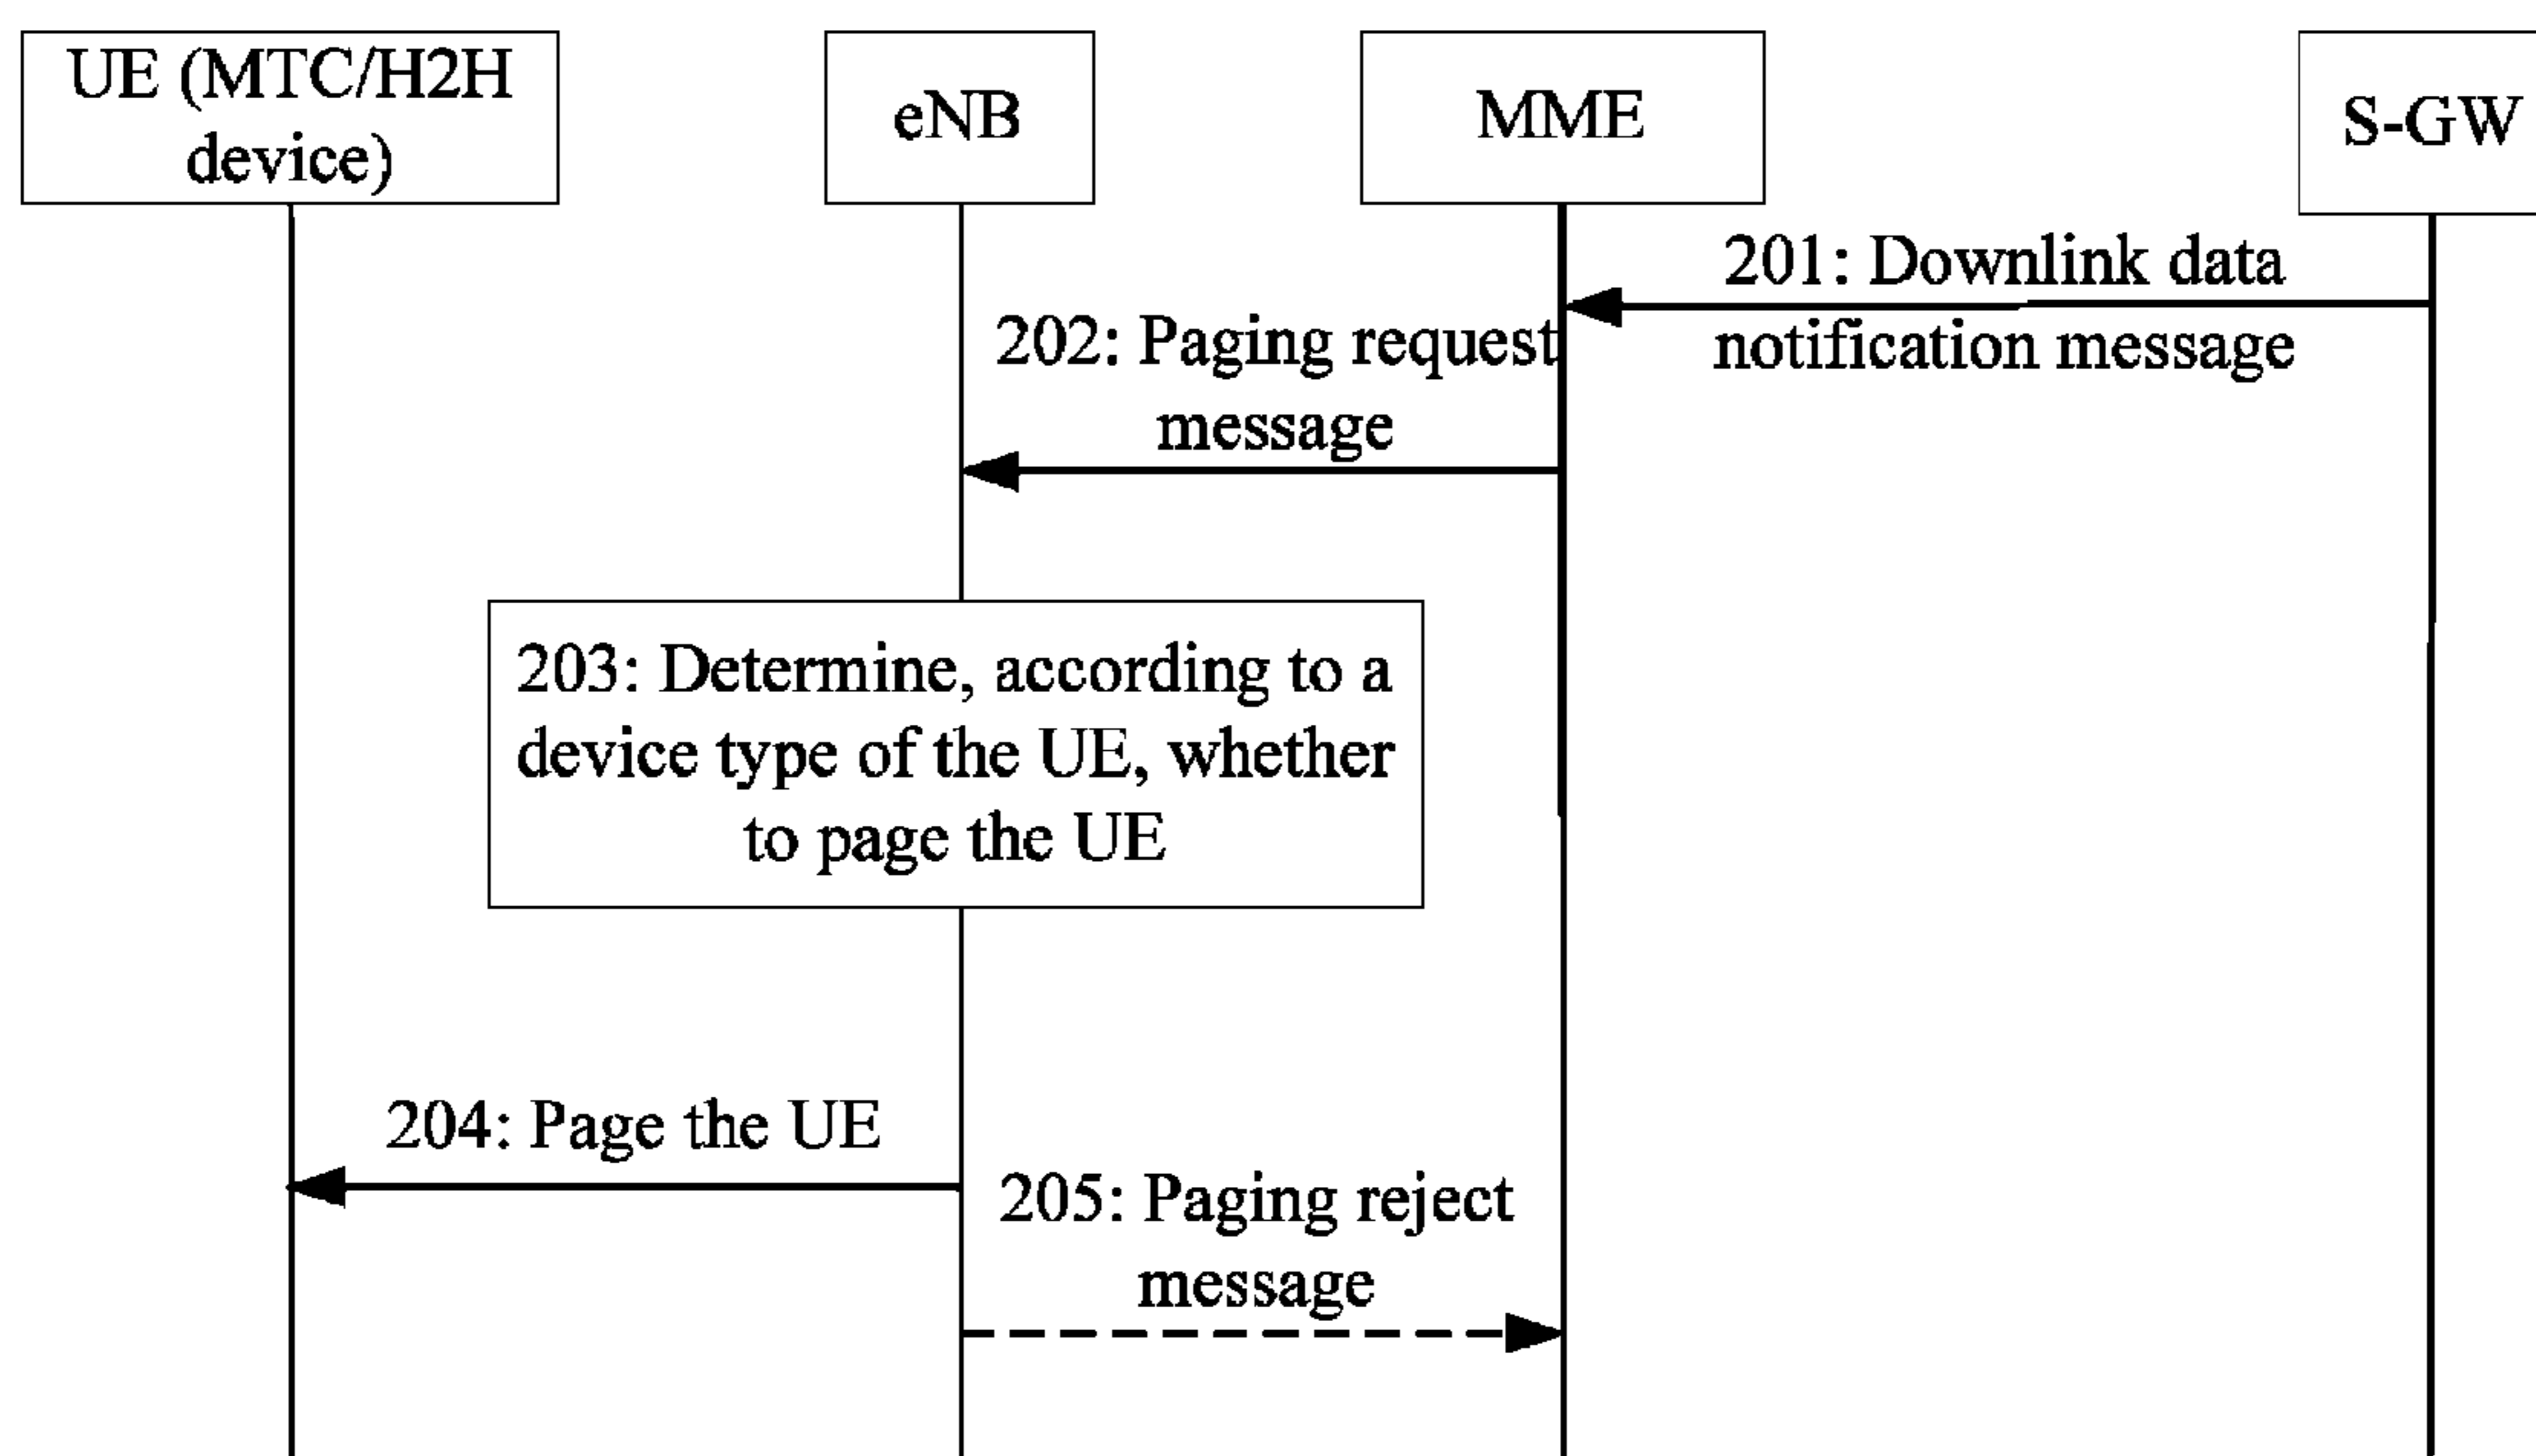 UE (MTC/H2H
device)
eNB
MME
S-GW
201: Downlink data
notification message
202: Paging request
message
203: Determine, according to a
device type of the UE, whether
to page the UE
204: Page the UE
205: Paging reject
message